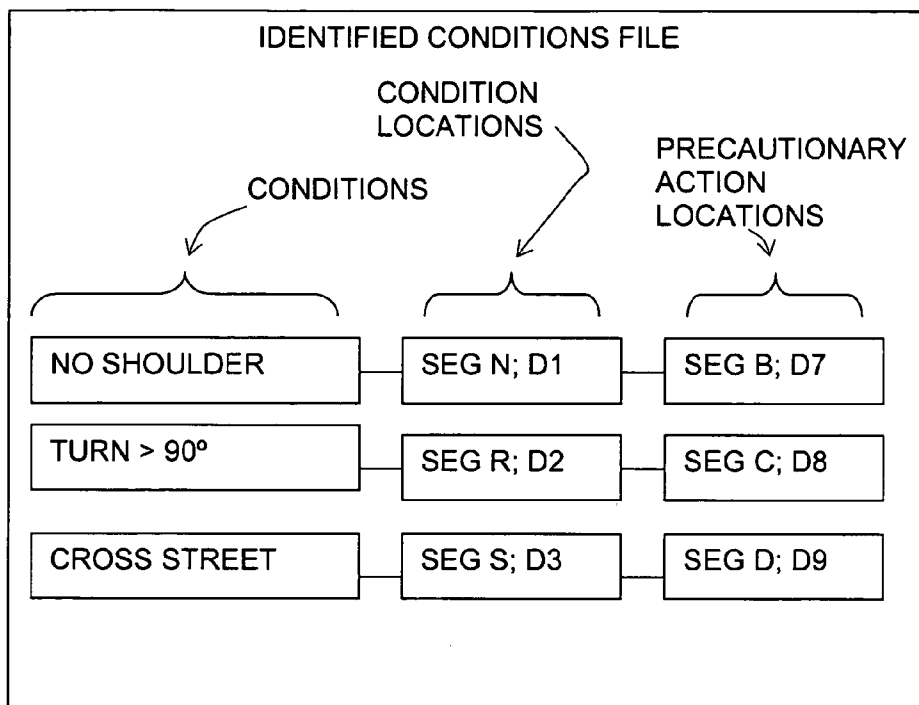 IDENTIFIED CONDITIONS FILE
CONDITION
LOCATIONS
PRECAUTIONARY
ACTION
LOCATIONS
CONDITIONS
NO SHOULDER
SEG N; D1
SEG B; D7
TURN > 90º
SEG R; D2
SEG C; D8
CROSS STREET
SEG S; D3
SEG D; D9